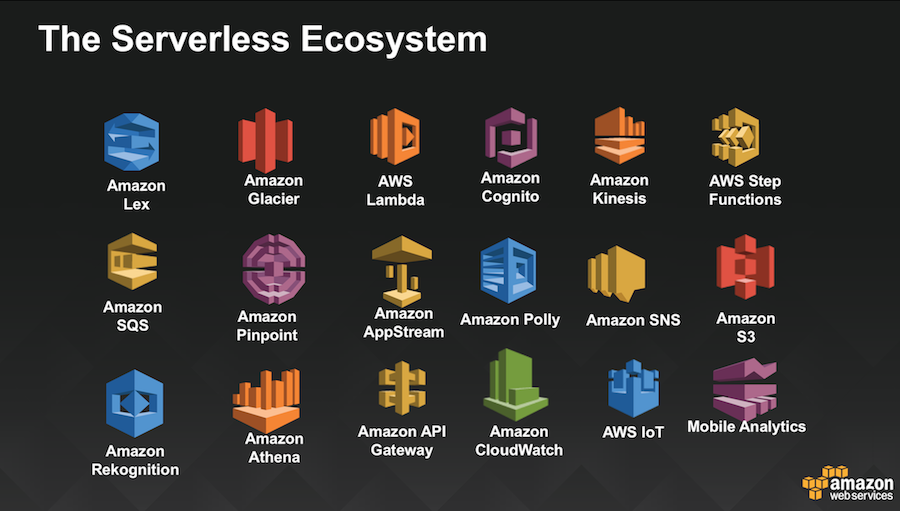 The Serverless Ecosystem
Amazon
Lex
Amazon
Glacier
AWS
Lambda
Amazon
Cognito
Amazon
Kinesis
AWS Step
Functions
Amazon
SQS
Amazon
Pinpoint
Amazon
AppStream
Amazon Polly
Amazon SNS
Amazon
S3
Amazon
Rekognition
Amazon
Athena
Amazon API
Gateway
Amazon
CloudWatch
AWS IoT
Mobile Analytics
amazon
webservices